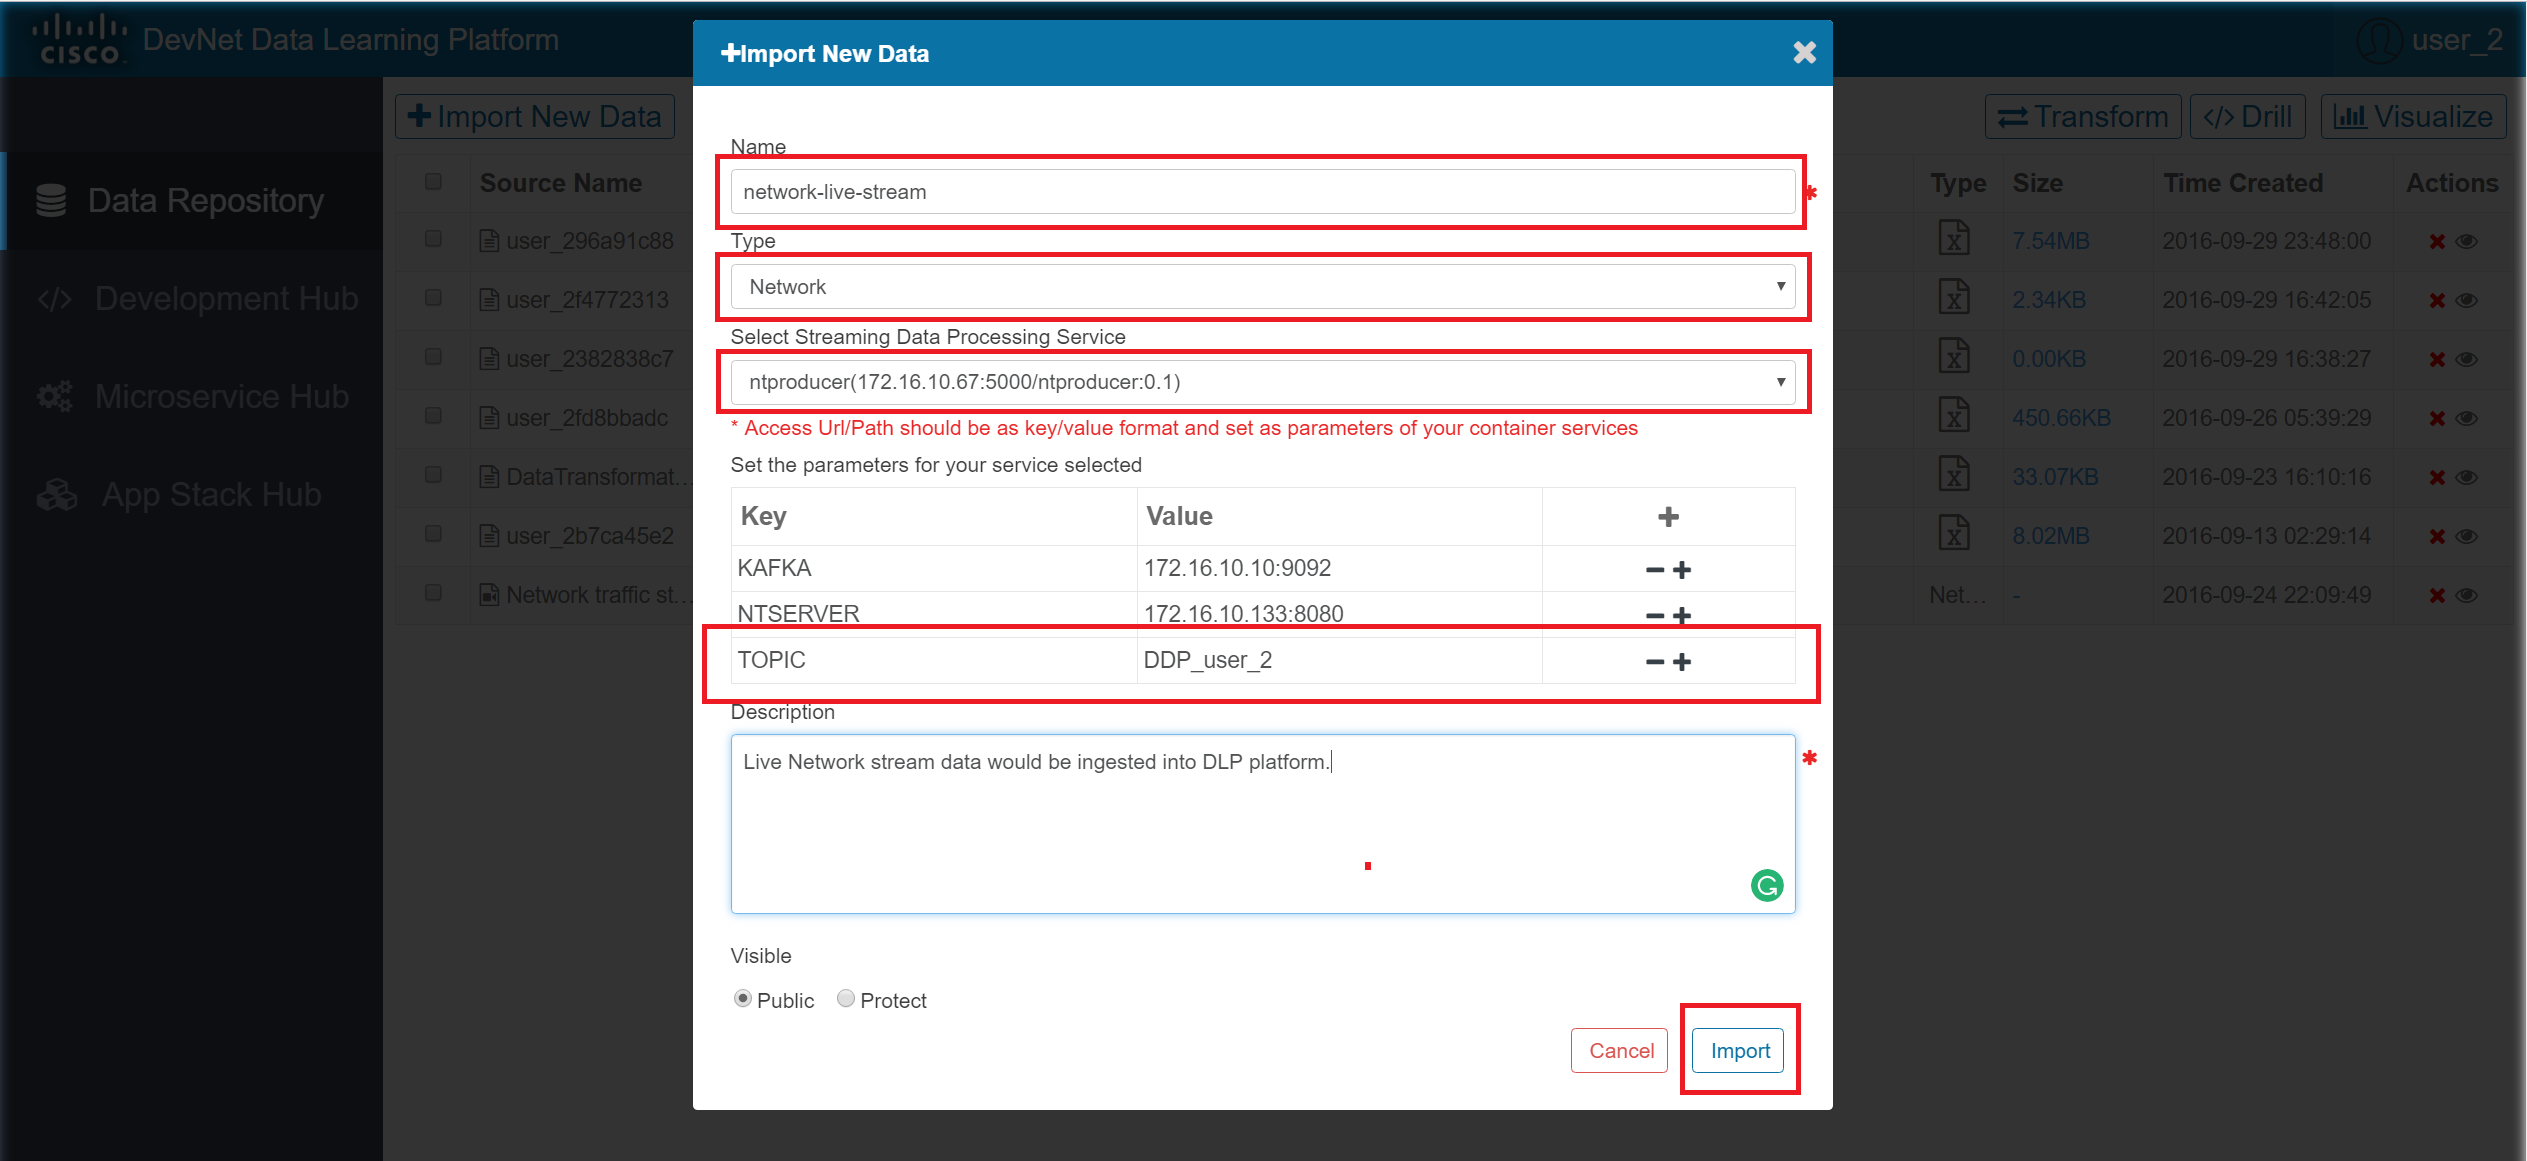 CISCO DevNet Data Learning Platform
user_2
Import New Data
Transform
</> Drill
Visualize
Data Repository
</> Development Hub
Microservice Hub
App Stack Hub
Source Name Type Size Time Created Actions
user_296a91c88 X 7.54MB 2016-09-29 23:48:00
user_2f4772313 X 2.34KB 2016-09-29 16:42:05
user_2382838c7 X 0.00KB 2016-09-29 16:38:27
user_2fd8bbadc X 450.66KB 2016-09-26 05:39:29
DataTransformat... X 33.07KB 2016-09-23 16:10:16
user_2b7ca45e2 X 8.02MB 2016-09-13 02:29:14
Network traffic st... Net... - 2016-09-24 22:09:49
+Import New Data
Name
network-live-stream *
Type
Network
Select Streaming Data Processing Service
ntproducer(172.16.10.67:5000/ntproducer:0.1)
* Access Url/Path should be as key/value format and set as parameters of your container services
Set the parameters for your service selected
Key Value +
KAFKA 172.16.10.10:9092 −+
NTSERVER 172.16.10.133:8080 −+
TOPIC DDP_user_2 −+
Description
Live Network stream data would be ingested into DLP platform. *
Visible
Public Protect
Cancel Import